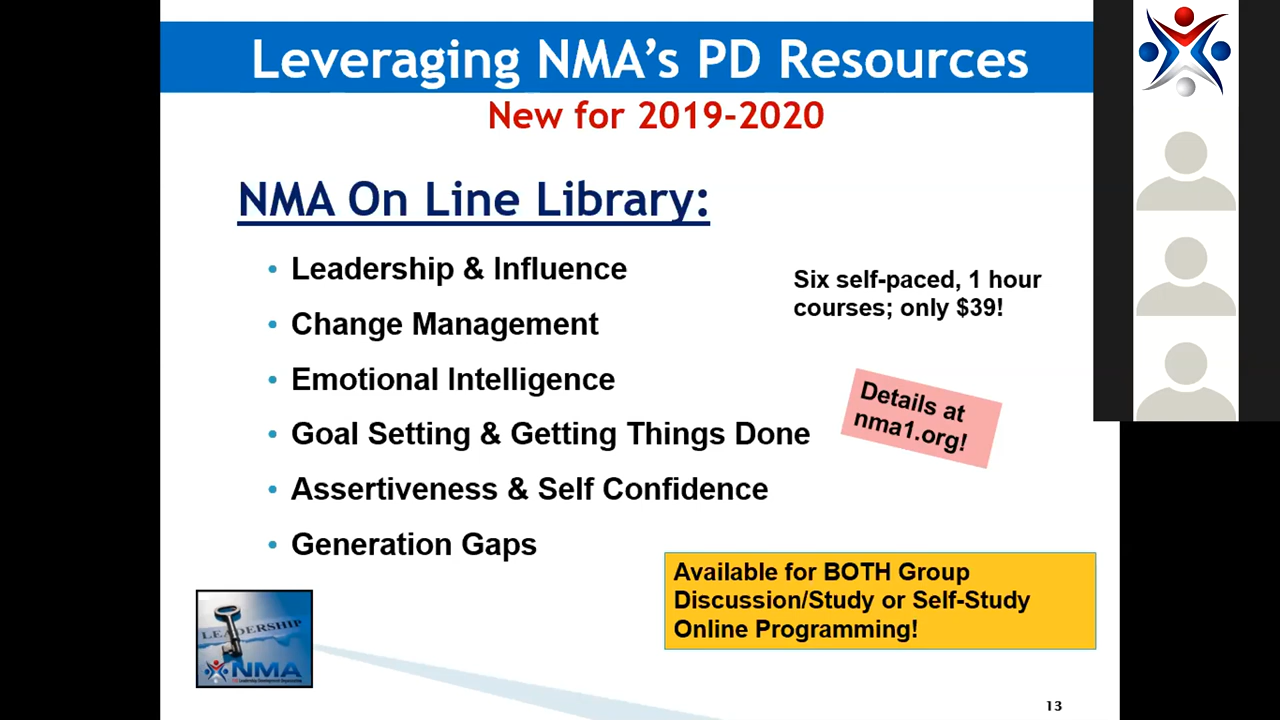 Leveraging NMA's PD Resources
New for 2019-2020
NMA On Line Library:
• Leadership & Influence
• Change Management
• Emotional Intelligence
• Goal Setting & Getting Things Done
• Assertiveness & Self Confidence
• Generation Gaps
Six self-paced, 1 hour
courses; only $39!
Details at
nma1.org!
Available for BOTH Group
Discussion/Study or Self-Study
Online Programming!
LEADERSHIP
NMA
13